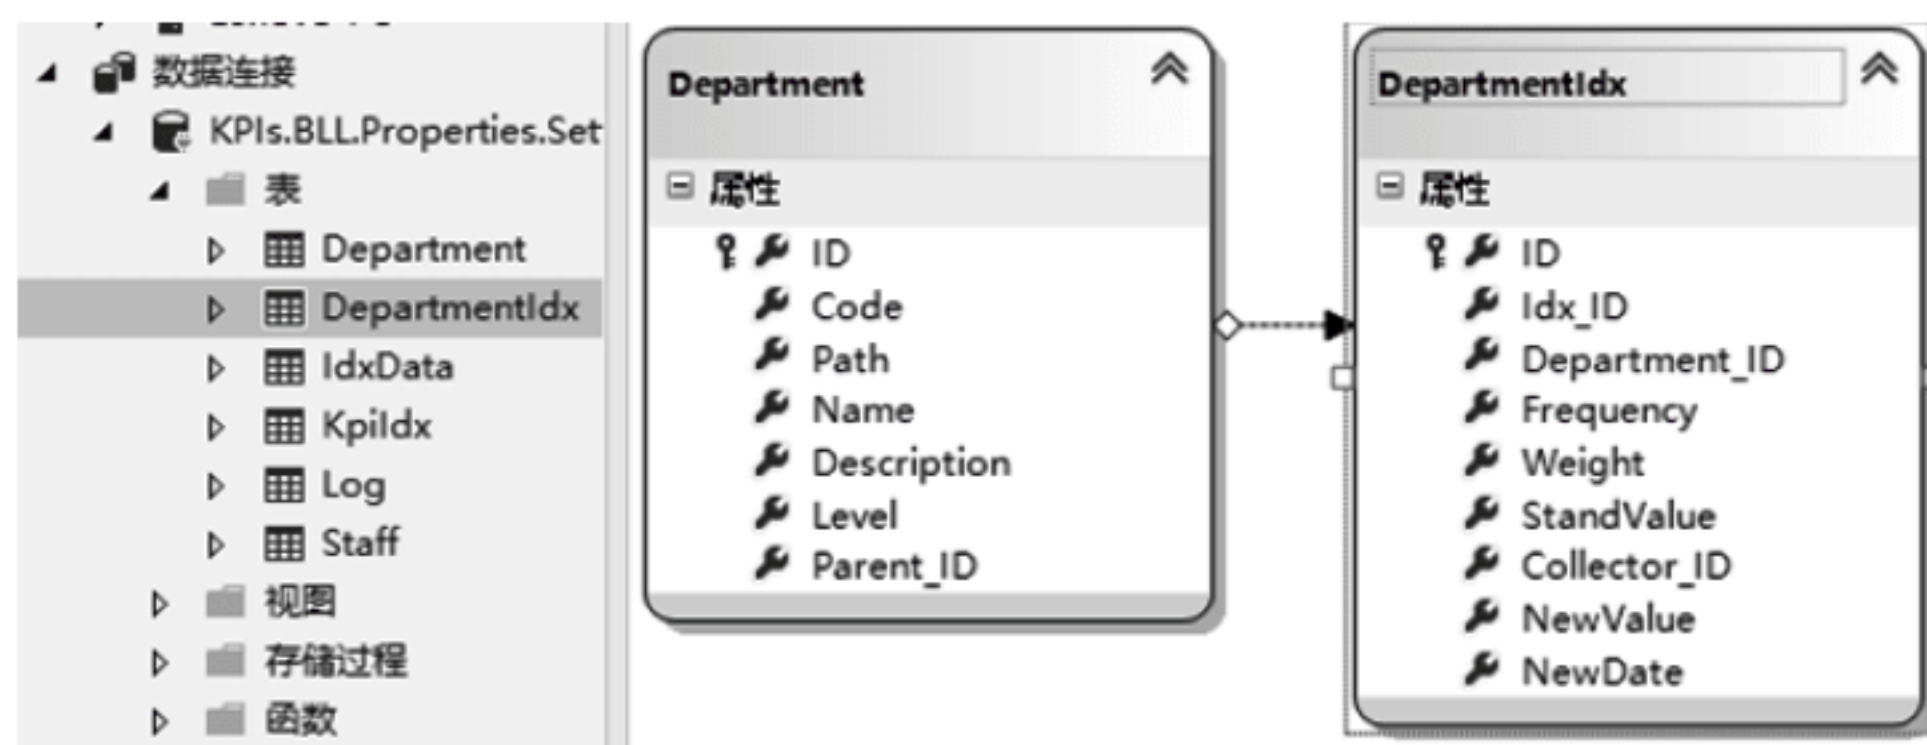 数据连接
KPIs.BLL.Properties.Set
表
Department
DepartmentIdx
IdxData
KpiIdx
Log
Staff
视图
存储过程
函数
Department
属性
ID
Code
Path
Name
Description
Level
Parent_ID
DepartmentIdx
属性
ID
Idx_ID
Department_ID
Frequency
Weight
StandValue
Collector_ID
NewValue
NewDate